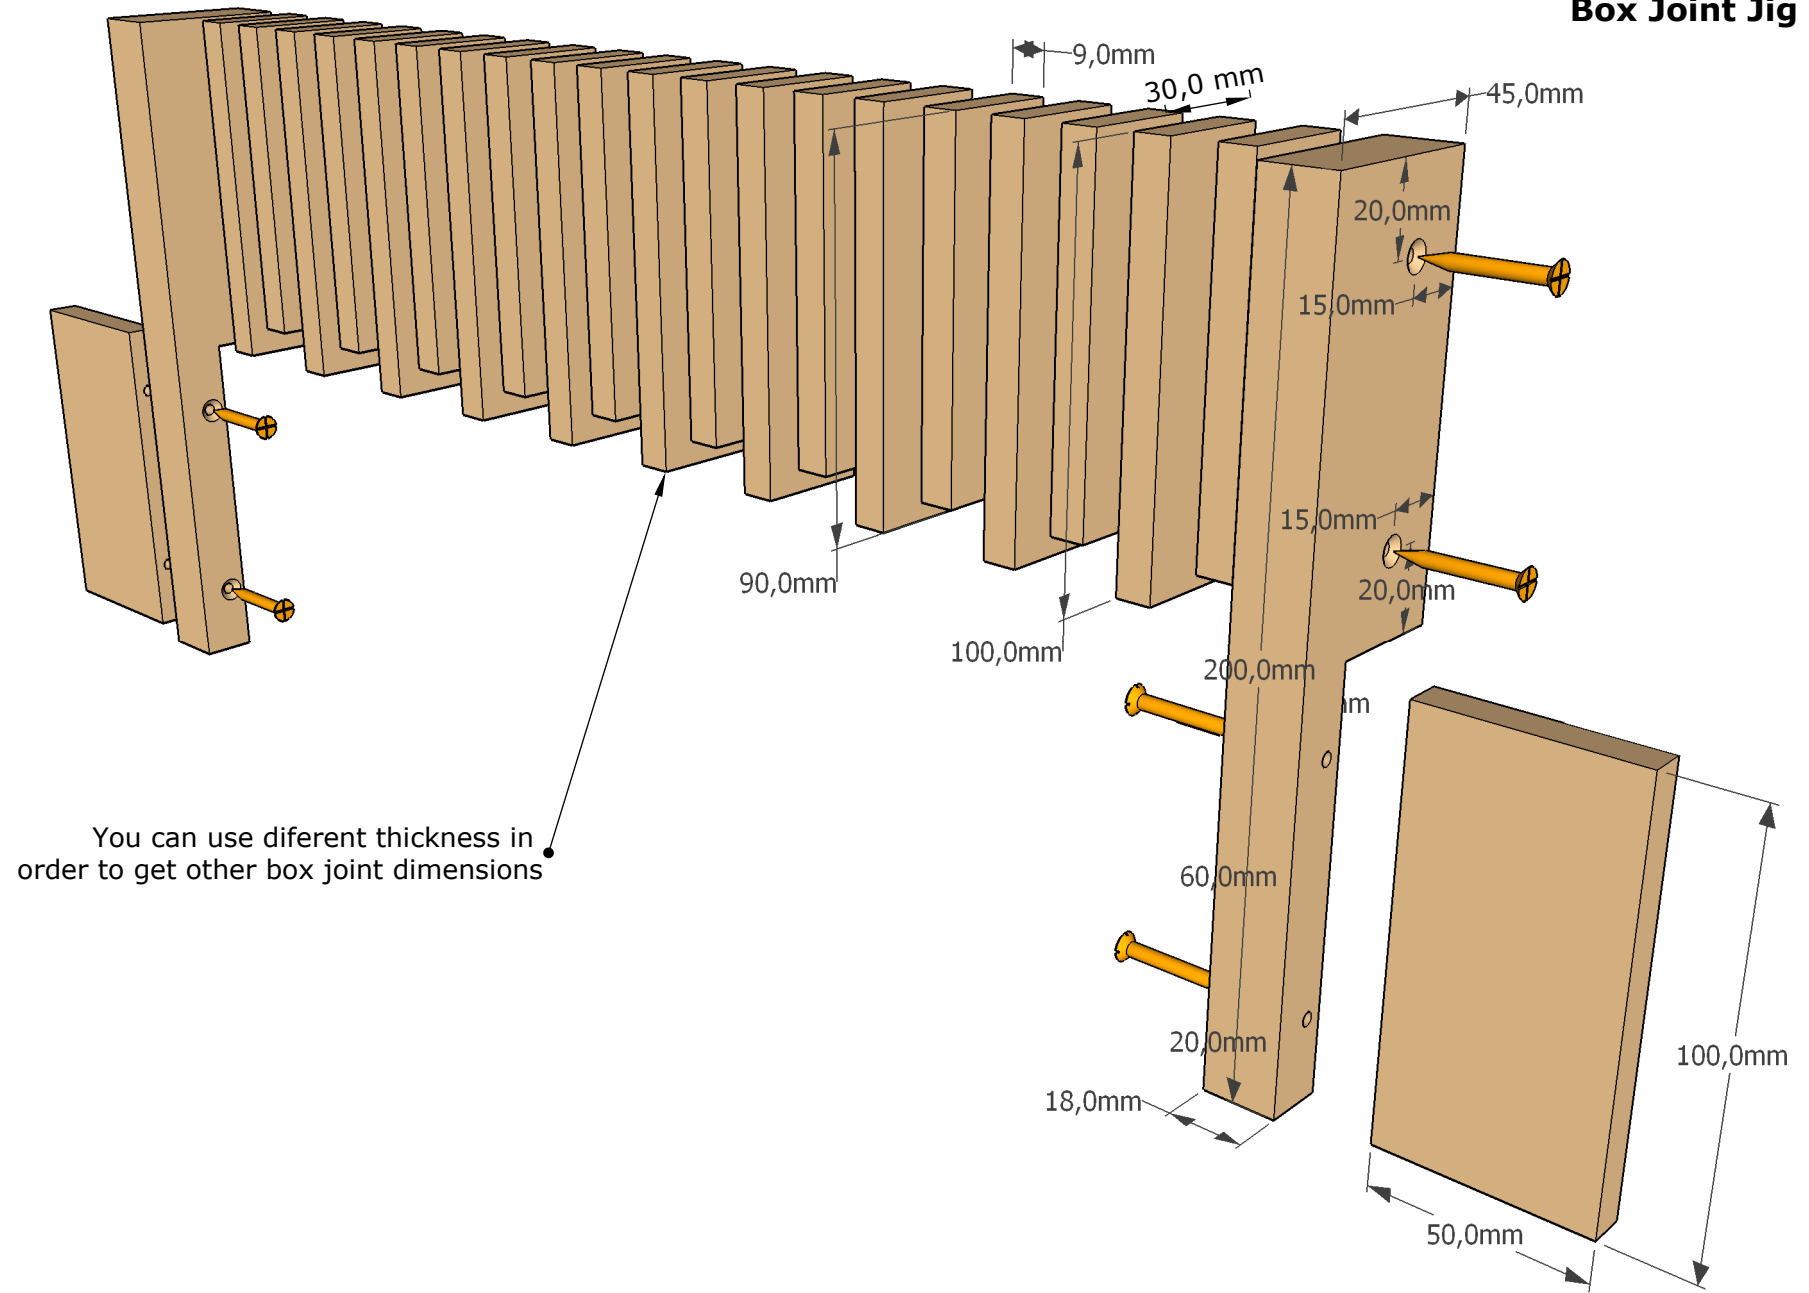 Box Joint Jig
9,0mm
30,0 mm
45,0mm
20,0mm
15,0mm
15,0mm
20,0mm
90,0mm
100,0mm
200,0mm
You can use diferent thickness in
order to get other box joint dimensions
60,0mm
20,0mm
18,0mm
100,0mm
50,0mm